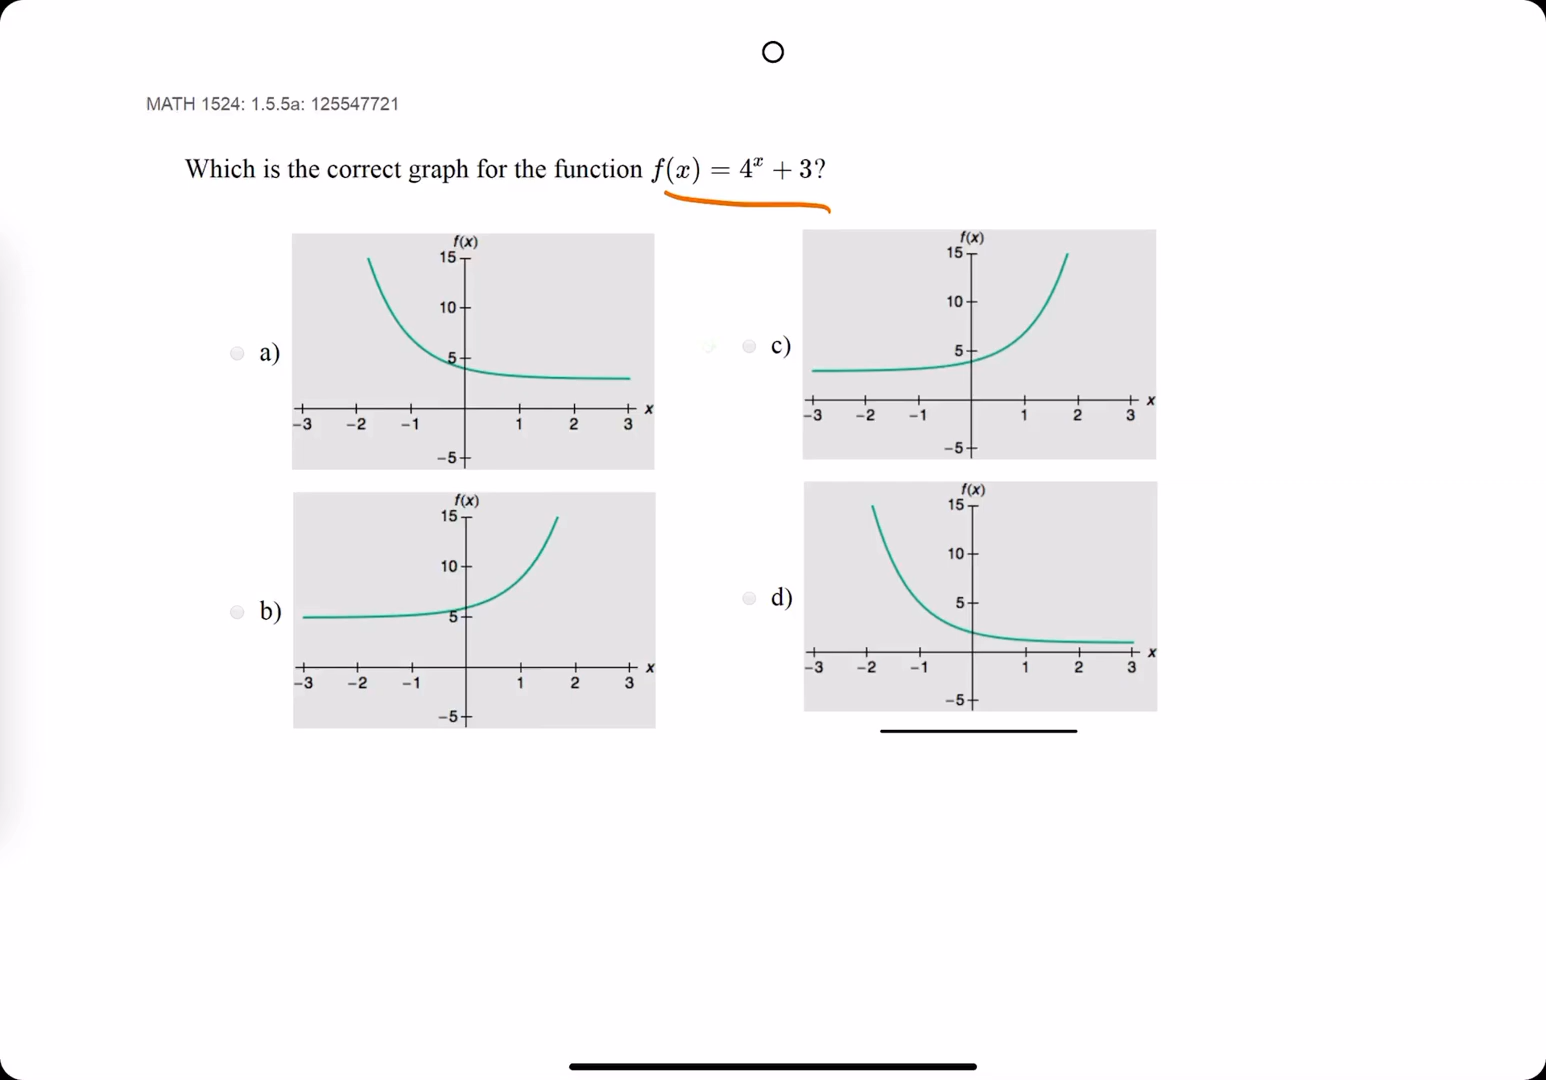 MATH 1524: 1.5.5a: 125547721
Which is the correct graph for the function f(x) = 4^x + 3?
a)
f(x)
15
10
5
-3 -2 -1 1 2 3 x
-5
c)
f(x)
15
10
5
-3 -2 -1 1 2 3 x
-5
b)
f(x)
15
10
5
-3 -2 -1 1 2 3 x
-5
d)
f(x)
15
10
5
-3 -2 -1 1 2 3 x
-5